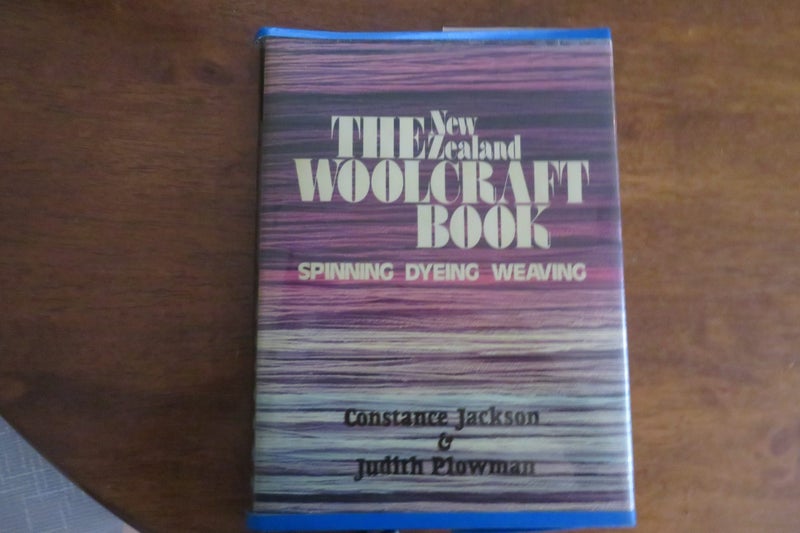 THE New Zealand
WOOLCRAFT
BOOK
SPINNING DYEING WEAVING
Constance Jackson
&
Judith Plowman